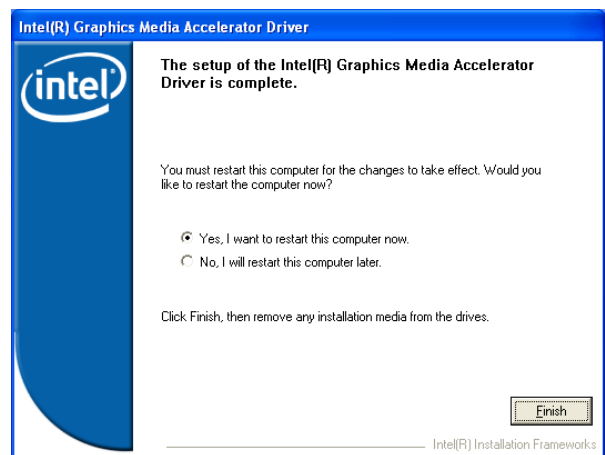 Intel(R) Graphics Media Accelerator Driver
intel
The setup of the Intel(R) Graphics Media Accelerator
Driver is complete.
You must restart this computer for the changes to take effect. Would you
like to restart the computer now?
Yes, I want to restart this computer now.
No, I will restart this computer later.
Click Finish, then remove any installation media from the drives.
Finish
Intel(R) Installation Frameworks